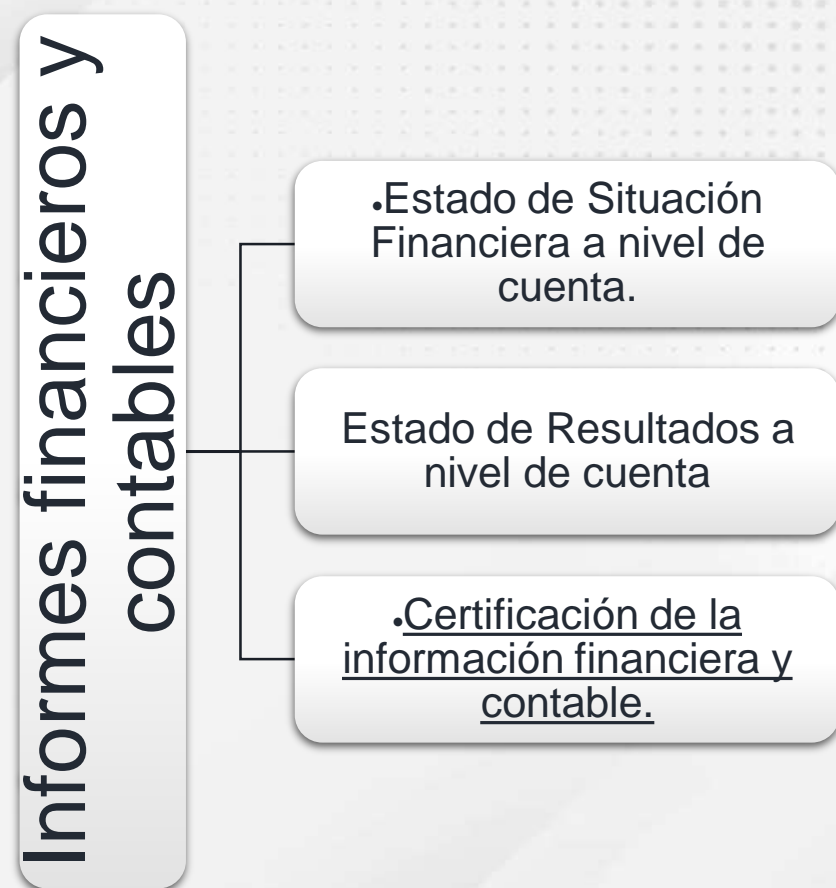 Informes financieros y
contables
•Estado de Situación
Financiera a nivel de
cuenta.
Estado de Resultados a
nivel de cuenta
•Certificación de la
información financiera y
contable.